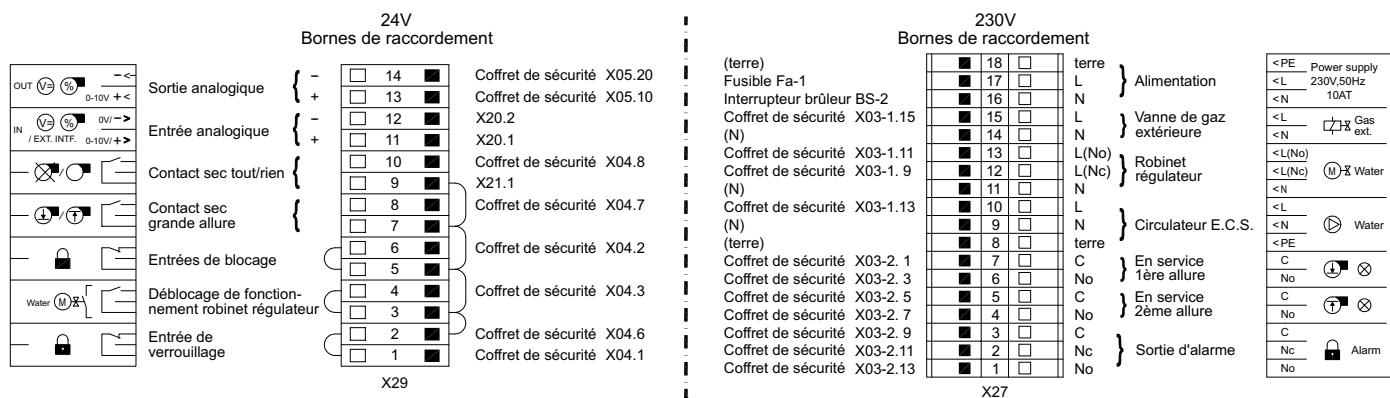 24V
Bornes de raccordement
OUT V= % - <
0-10V + <
Sortie analogique
-
+
14 Coffret de sécurité X05.20
13 Coffret de sécurité X05.10
IN V= % 0V/ - >
/ EXT. INTF. 0-10V/ + >
Entrée analogique
-
+
12 X20.2
11 X20.1
Contact sec tout/rien
10 Coffret de sécurité X04.8
9 X21.1
Contact sec
grande allure
8 Coffret de sécurité X04.7
7
Entrées de blocage
6 Coffret de sécurité X04.2
5
Water M
Déblocage de fonction-
nement robinet régulateur
4 Coffret de sécurité X04.3
3
Entrée de
verrouillage
2 Coffret de sécurité X04.6
1 Coffret de sécurité X04.1
X29
230V
Bornes de raccordement
(terre) 18 terre
Fusible Fa-1 17 L
Interrupteur brûleur BS-2 16 N
Alimentation
<PE
<L
<N
Power supply
230V,50Hz
10AT
Coffret de sécurité X03-1.15 15 L
(N) 14 N
Vanne de gaz
extérieure
<L
<N
Gas
ext.
Coffret de sécurité X03-1.11 13 L(No)
Coffret de sécurité X03-1. 9 12 L(Nc)
(N) 11 N
Robinet
régulateur
<L(No)
<L(Nc)
<N
M Water
Coffret de sécurité X03-1.13 10 L
(N) 9 N
(terre) 8 terre
Circulateur E.C.S.
<L
<N
<PE
Water
Coffret de sécurité X03-2. 1 7 C
Coffret de sécurité X03-2. 3 6 No
En service
1ère allure
C
No
Coffret de sécurité X03-2. 5 5 C
Coffret de sécurité X03-2. 7 4 No
En service
2ème allure
C
No
Coffret de sécurité X03-2. 9 3 C
Coffret de sécurité X03-2.11 2 Nc
Coffret de sécurité X03-2.13 1 No
Sortie d'alarme
C
Nc
No
Alarm
X27